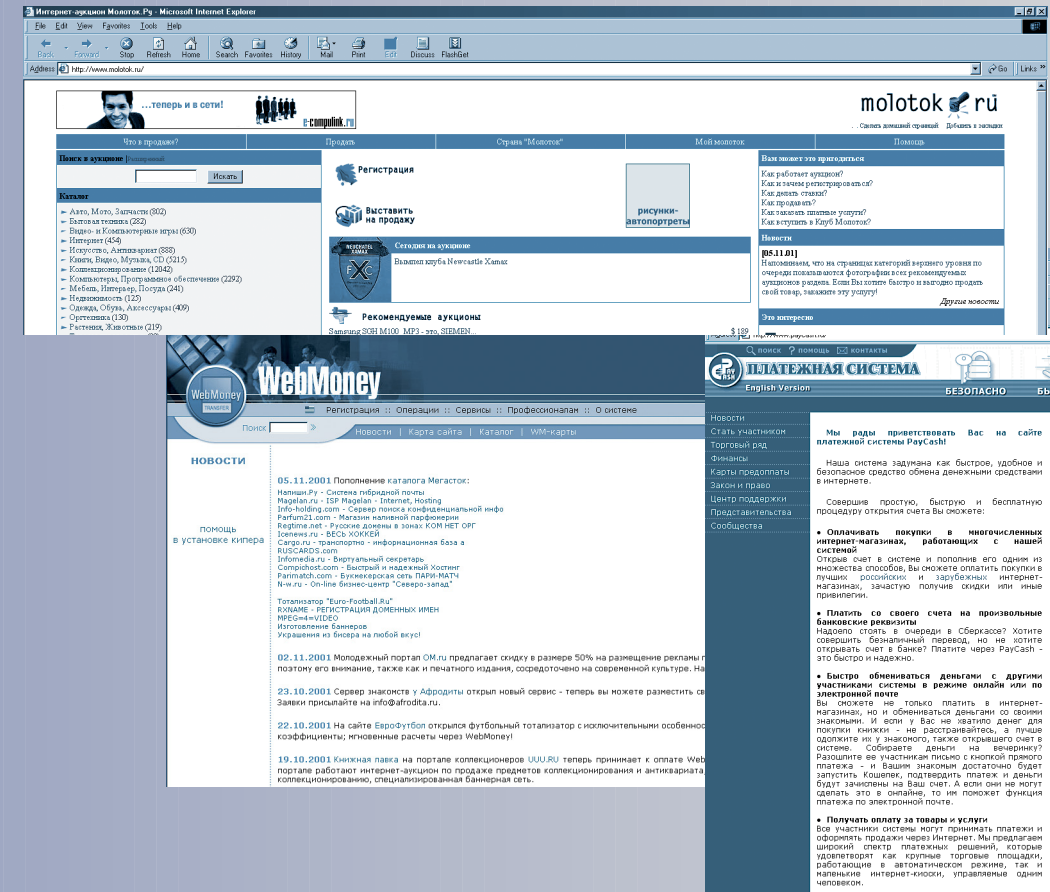 Интернет-аукцион Молоток.Ру - Microsoft Internet Explorer
File Edit View Favorites Tools Help
Back Forward Stop Refresh Home Search Favorites History Mail Print Edit Discuss FlashGet
Address http://www.molotok.ru/ Go Links »
...теперь и в сети!
e-compulink.ru
molotok ru
Сделать домашней страницей Добавить в закладки
Что в продаже? Продать Страна "Молоток" Мой молоток Помощь
Поиск в аукционе
Искать
Каталог
Авто, Мото, Запчасти (802)
Бытовая техника (282)
Видео- и Компьютерные игры (630)
Интернет (454)
Искусство, Антиквариат (888)
Книги, Видео, Музыка, CD (5215)
Коллекционирование (12042)
Компьютеры, Программное обеспечение (2292)
Мебель, Интерьер, Посуда (241)
Недвижимость (125)
Одежда, Обувь, Аксессуары (409)
Оргтехника (130)
Растения, Животные (219)
Регистрация
Выставить
на продажу
рисунки-
автопортреты
NEUCHATEL
XAMAX
FXC
Сегодня на аукционе
Вымпел клуба Newcastle Xamax
Рекомендуемые аукционы
Samsung SGH M100 MP3 - это, SIEMEN... $ 189
Вам может это пригодиться
Как работает аукцион?
Как и зачем регистрироваться?
Как делать ставки?
Как продавать?
Как заказать платные услуги?
Как вступить в Клуб Молоток?
Новости
[05.11.01]
Напоминаем, что на страницах категорий верхнего уровня по
очереди показываются фотографии всех рекомендуемых
аукционов раздела. Если Вы хотите быстро и выгодно продать
свой товар, закажите эту услугу!
Другие новости
Это интересно
WebMoney
TRANSFER
WebMoney
Регистрация :: Операции :: Сервисы :: Профессионалам :: О системе
Поиск »
Новости | Карта сайта | Каталог | WM-карты
НОВОСТИ
помощь
в установке кипера
05.11.2001 Пополнение каталога Мегасток:
Напиши.Ру - Система гибридной почты
Magelan.ru - ISP Magelan - Internet, Hosting
Info-holding.com - Сервер поиска конфиденциальной инфо
Parfum21.com - Магазин наливной парфюмерии
Regtime.net - Русские домены в зонах КОМ НЕТ ОРГ
Icenews.ru - ВЕСЬ ХОККЕЙ
Cargo.ru - транспортно - информационная база а
RUSCARDS.com
Infomedia.ru - Виртуальный секретарь
Compichost.com - Быстрый и надежный Хостинг
Parimatch.com - Букмекерская сеть ПАРИ-МАТЧ
N-w.ru - On-line бизнес-центр "Северо-запад"
Тотализатор "Euro-Football.Ru"
RXNAME - РЕГИСТРАЦИЯ ДОМЕННЫХ ИМЕН
MPEG=4=VIDEO
Изготовление баннеров
Украшения из бисера на любой вкус!
02.11.2001 Молодежный портал OM.ru предлагает скидку в размере 50% на размещение рекламы
поэтому его внимание, также как и печатного издания, сосредоточено на современной культуре. На
23.10.2001 Сервер знакомств у Афродиты открыл новый сервис - теперь вы можете разместить св
Заявки присылайте на info@afrodita.ru.
22.10.2001 На сайте ЕвроФутбол открылся футбольный тотализатор с исключительными особеннос
коэффициенты; мгновенные расчеты через WebMoney!
19.10.2001 Книжная лавка на портале коллекционеров UUU.RU теперь принимает к оплате Web
портале работают интернет-аукцион по продаже предметов коллекционирования и антиквариата,
коллекционированию, специализированная баннерная сеть.
ПОИСК ПОМОЩЬ КОНТАКТЫ
ПЛАТЕЖНАЯ СИСТЕМА
English Version
БЕЗОПАСНО БЫ
Новости
Стать участником
Торговый ряд
Финансы
Карты предоплаты
Закон и право
Центр поддержки
Представительства
Сообщества
Мы рады приветствовать Вас на сайте
платежной системы PayCash!
Наша система задумана как быстрое, удобное и
безопасное средство обмена денежными средствами
в интернете.
Совершив простую, быструю и бесплатную
процедуру открытия счета Вы сможете:
● Оплачивать покупки в многочисленных
интернет-магазинах, работающих с нашей
системой
Открыв счет в системе и пополнив его одним из
множества способов, Вы сможете оплатить покупки в
лучших российских и зарубежных интернет-
магазинах, зачастую получив скидки или иные
привилегии.
● Платить со своего счета на произвольные
банковские реквизиты
Надоело стоять в очереди в Сберкассе? Хотите
совершить безналичный перевод, но не хотите
открывать счет в банке? Платите через PayCash -
это быстро и надежно.
● Быстро обмениваться деньгами с другими
участниками системы в режиме онлайн или по
электронной почте
Вы сможете не только платить в интернет-
магазинах, но и обмениваться деньгами со своими
знакомыми. И если у Вас не хватило денег для
покупки книжки - не расстраивайтесь, а лучше
одолжите их у знакомого, также открывшего счет в
системе. Собираете деньги на вечеринку?
Разошлите ее участникам письмо с кнопкой прямого
платежа - и Вашим знакомым достаточно будет
запустить Кошелек, подтвердить платеж и деньги
будут зачислены на Ваш счет. А если они не могут
сделать это в онлайне, то им поможет функция
платежа по электронной почте.
● Получать оплату за товары и услуги
Все участники системы могут принимать платежи и
оформлять продажи через Интернет. Мы предлагаем
широкий спектр платежных решений, которые
удовлетворят как крупные торговые площадки,
работающие в автоматическом режиме, так и
маленькие интернет-киоски, управляемые одним
человеком.